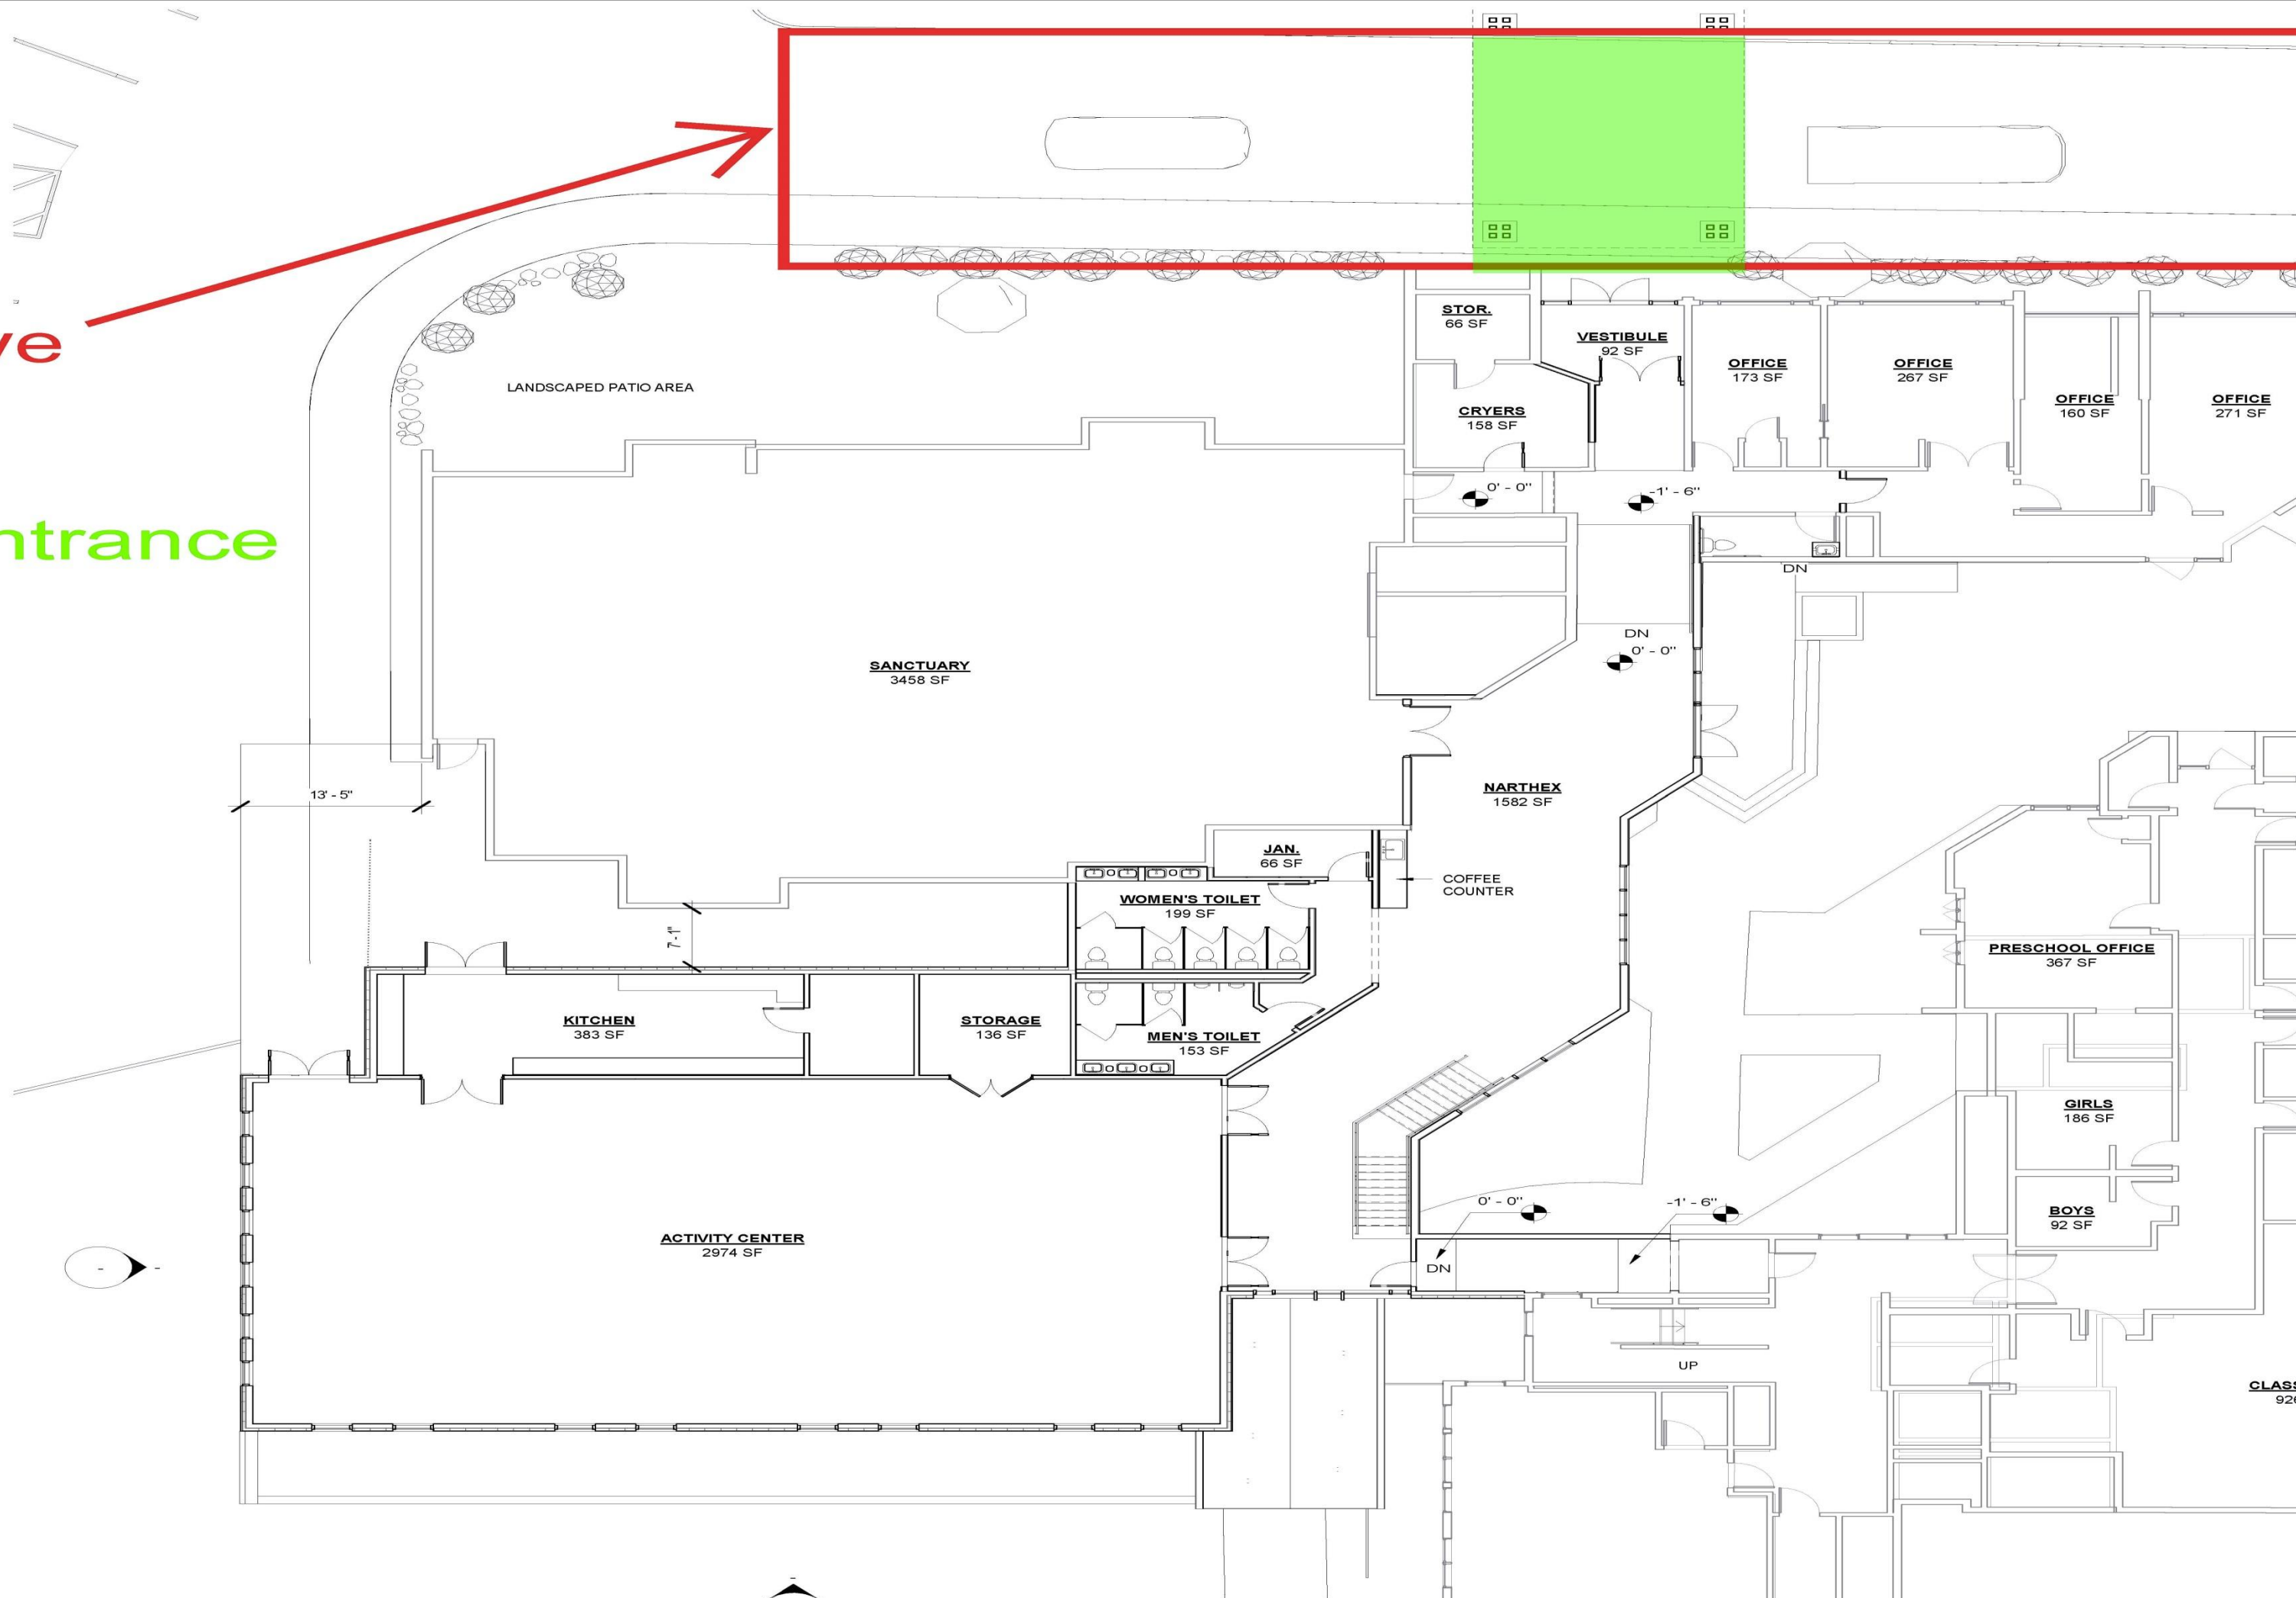 ve
ntrance
LANDSCAPED PATIO AREA
STOR.
66 SF
VESTIBULE
92 SF
OFFICE
173 SF
OFFICE
267 SF
OFFICE
160 SF
OFFICE
271 SF
CRYERS
158 SF
0' - 0"
-1' - 6"
DN
DN
0' - 0"
SANCTUARY
3458 SF
13' - 5"
NARTHEX
1582 SF
JAN.
66 SF
COFFEE
COUNTER
WOMEN'S TOILET
199 SF
7'-1"
PRESCHOOL OFFICE
367 SF
KITCHEN
383 SF
STORAGE
136 SF
MEN'S TOILET
153 SF
GIRLS
186 SF
0' - 0"
-1' - 6"
BOYS
92 SF
ACTIVITY CENTER
2974 SF
DN
UP
CLASS
926